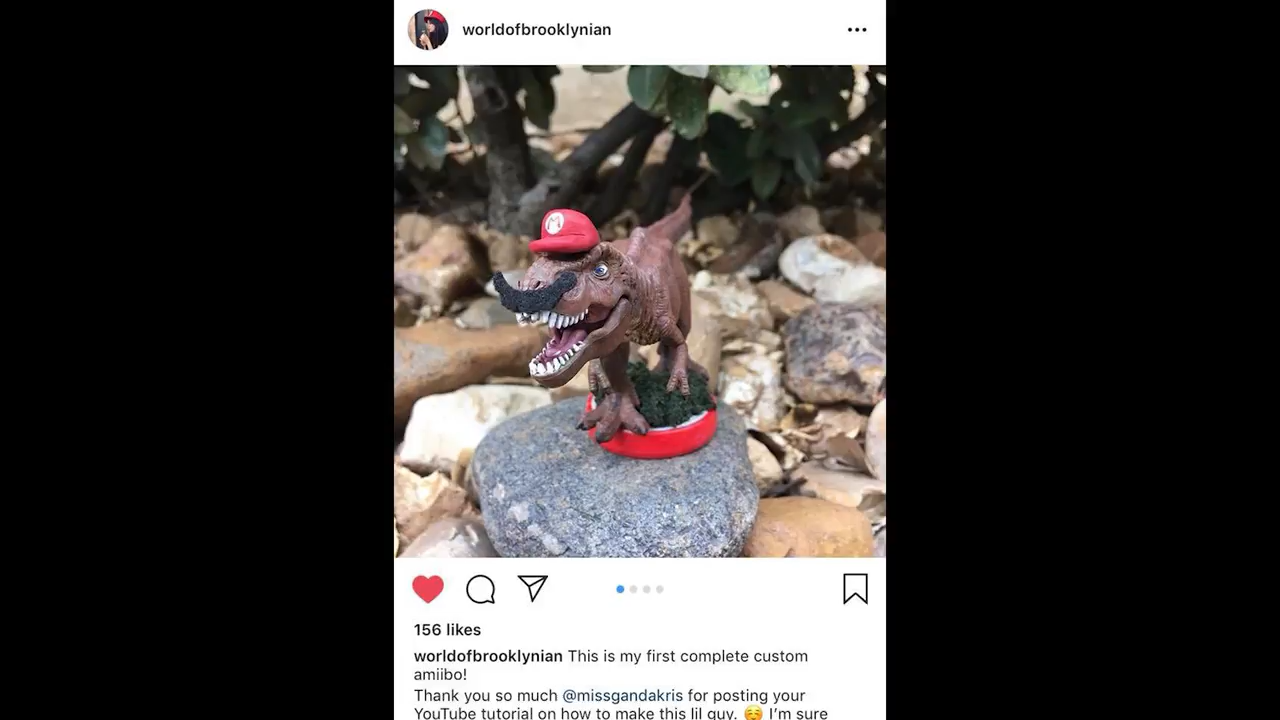 worldofbrooklynian
M
156 likes
worldofbrooklynian This is my first complete custom
amiibo!
Thank you so much @missgandakris for posting your
YouTube tutorial on how to make this lil guy. ☺️ I'm sure